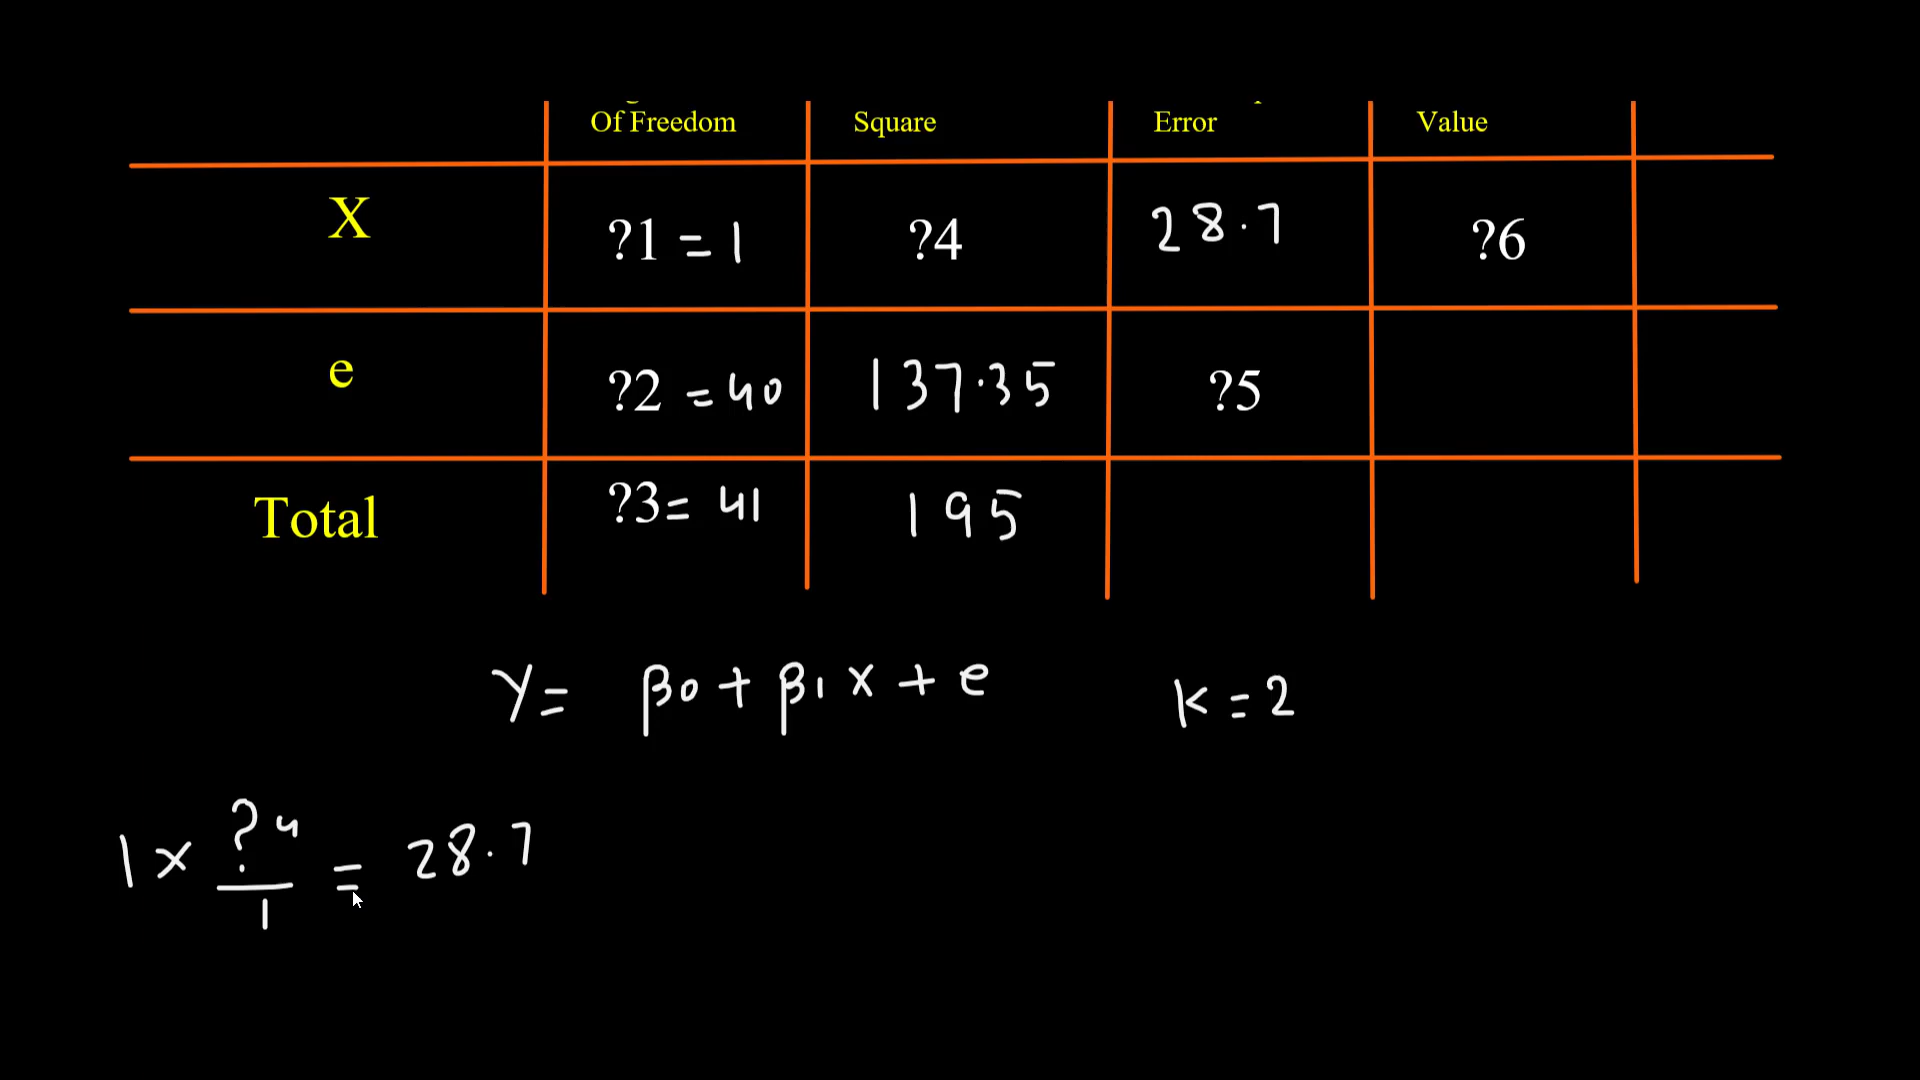 Of Freedom Square Error Value
X ?1 = 1 ?4 28.7 ?6
e ?2 = 40 137.35 ?5
Total ?3 = 41 195
Y = β0 + β1 X + e K = 2
1 × ?4 / 1 = 28.7